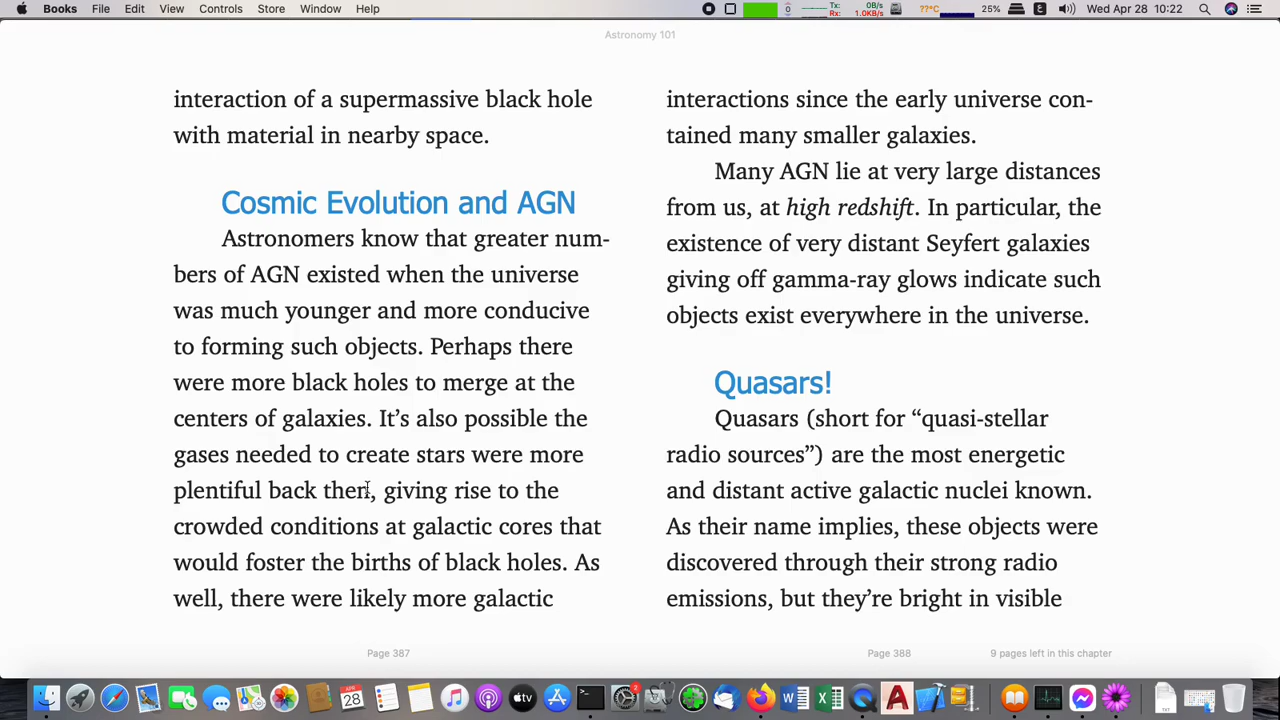 Books File Edit View Controls Store Window Help
Tx: 0B/s
Rx: 1.0KB/s
??°C 25% Wed Apr 28 10:22
Astronomy 101
interaction of a supermassive black hole
with material in nearby space.
Cosmic Evolution and AGN
Astronomers know that greater num-
bers of AGN existed when the universe
was much younger and more conducive
to forming such objects. Perhaps there
were more black holes to merge at the
centers of galaxies. It's also possible the
gases needed to create stars were more
plentiful back then, giving rise to the
crowded conditions at galactic cores that
would foster the births of black holes. As
well, there were likely more galactic
Page 387
interactions since the early universe con-
tained many smaller galaxies.
Many AGN lie at very large distances
from us, at high redshift. In particular, the
existence of very distant Seyfert galaxies
giving off gamma-ray glows indicate such
objects exist everywhere in the universe.
Quasars!
Quasars (short for “quasi-stellar
radio sources”) are the most energetic
and distant active galactic nuclei known.
As their name implies, these objects were
discovered through their strong radio
emissions, but they’re bright in visible
Page 388
9 pages left in this chapter